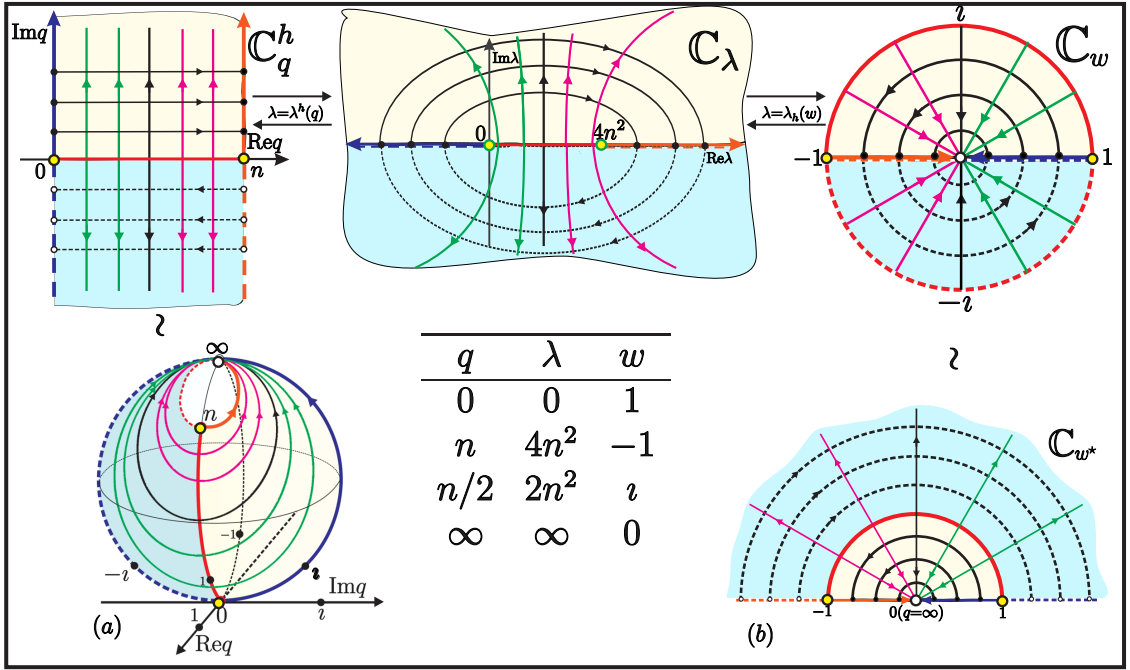 Imq
ℂ_q^h
Req
0
n
λ=λ^h(q)
Imλ
ℂ_λ
0
4n²
Reλ
λ=λ_h(w)
ı
ℂ_w
-1
1
-ı
~
~
∞
n
-1
-ı
1
ı
Imq
1
0
i
Req
(a)
q λ w
0 0 1
n 4n² -1
n/2 2n² ı
∞ ∞ 0
ℂ_{w⋆}
-1
0(q=∞)
1
(b)